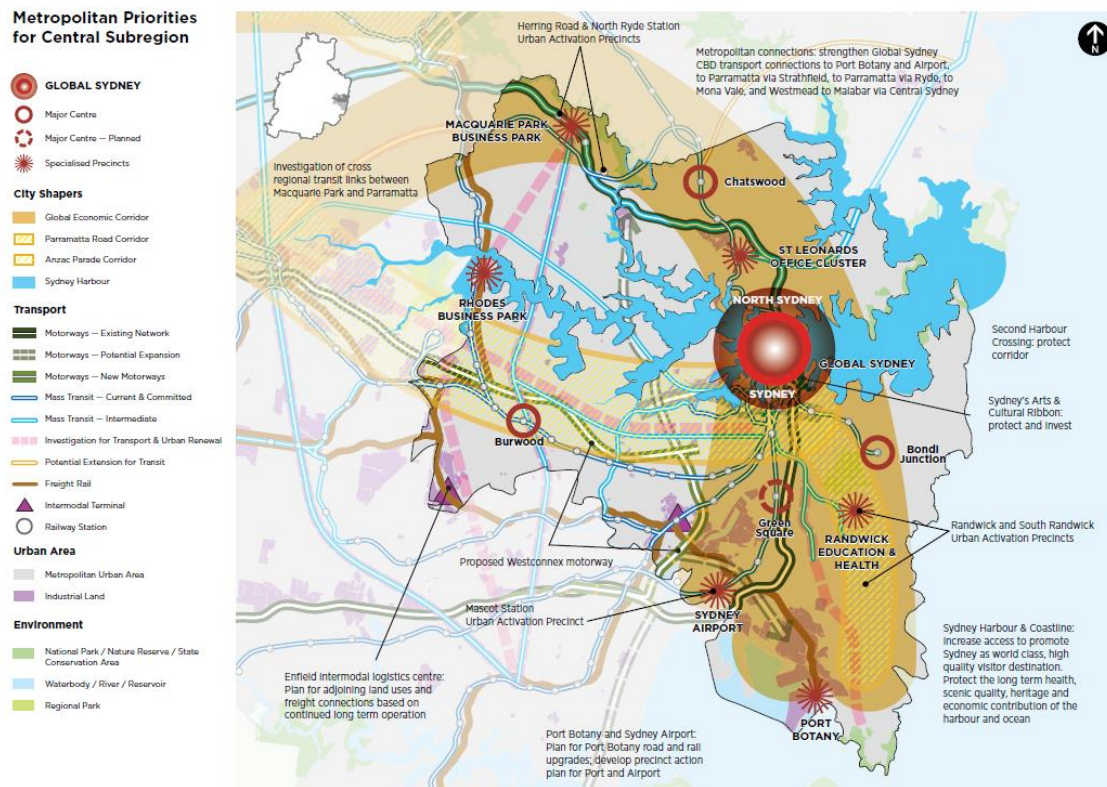 Metropolitan Priorities
for Central Subregion
GLOBAL SYDNEY
Major Centre
Major Centre — Planned
Specialised Precincts
City Shapers
Global Economic Corridor
Parramatta Road Corridor
Anzac Parade Corridor
Sydney Harbour
Transport
Motorways — Existing Network
Motorways — Potential Expansion
Motorways — New Motorways
Mass Transit — Current & Committed
Mass Transit — Intermediate
Investigation for Transport & Urban Renewal
Potential Extension for Transit
Freight Rail
Intermodal Terminal
Railway Station
Urban Area
Metropolitan Urban Area
Industrial Land
Environment
National Park / Nature Reserve / State
Conservation Area
Waterbody / River / Reservoir
Regional Park
Herring Road & North Ryde Station
Urban Activation Precincts
Metropolitan connections: strengthen Global Sydney
CBD transport connections to Port Botany and Airport,
to Parramatta via Strathfield, to Parramatta via Ryde, to
Mona Vale, and Westmead to Malabar via Central Sydney
N
MACQUARIE PARK
BUSINESS PARK
Investigation of cross
regional transit links between
Macquarie Park and Parramatta
Chatswood
ST LEONARDS
OFFICE CLUSTER
RHODES
BUSINESS PARK
NORTH SYDNEY
GLOBAL SYDNEY
SYDNEY
Second Harbour
Crossing: protect
corridor
Sydney's Arts &
Cultural Ribbon:
protect and invest
Burwood
Bondi
Junction
Green
Square
RANDWICK
EDUCATION &
HEALTH
Randwick and South Randwick
Urban Activation Precincts
Proposed Westconnex motorway
Mascot Station
Urban Activation Precinct
SYDNEY
AIRPORT
Sydney Harbour & Coastline:
Increase access to promote
Sydney as world class, high
quality visitor destination.
Protect the long term health,
scenic quality, heritage and
economic contribution of the
harbour and ocean
Enfield intermodal logistics centre:
Plan for adjoining land uses and
freight connections based on
continued long term operation
PORT
BOTANY
Port Botany and Sydney Airport:
Plan for Port Botany road and rail
upgrades; develop precinct action
plan for Port and Airport